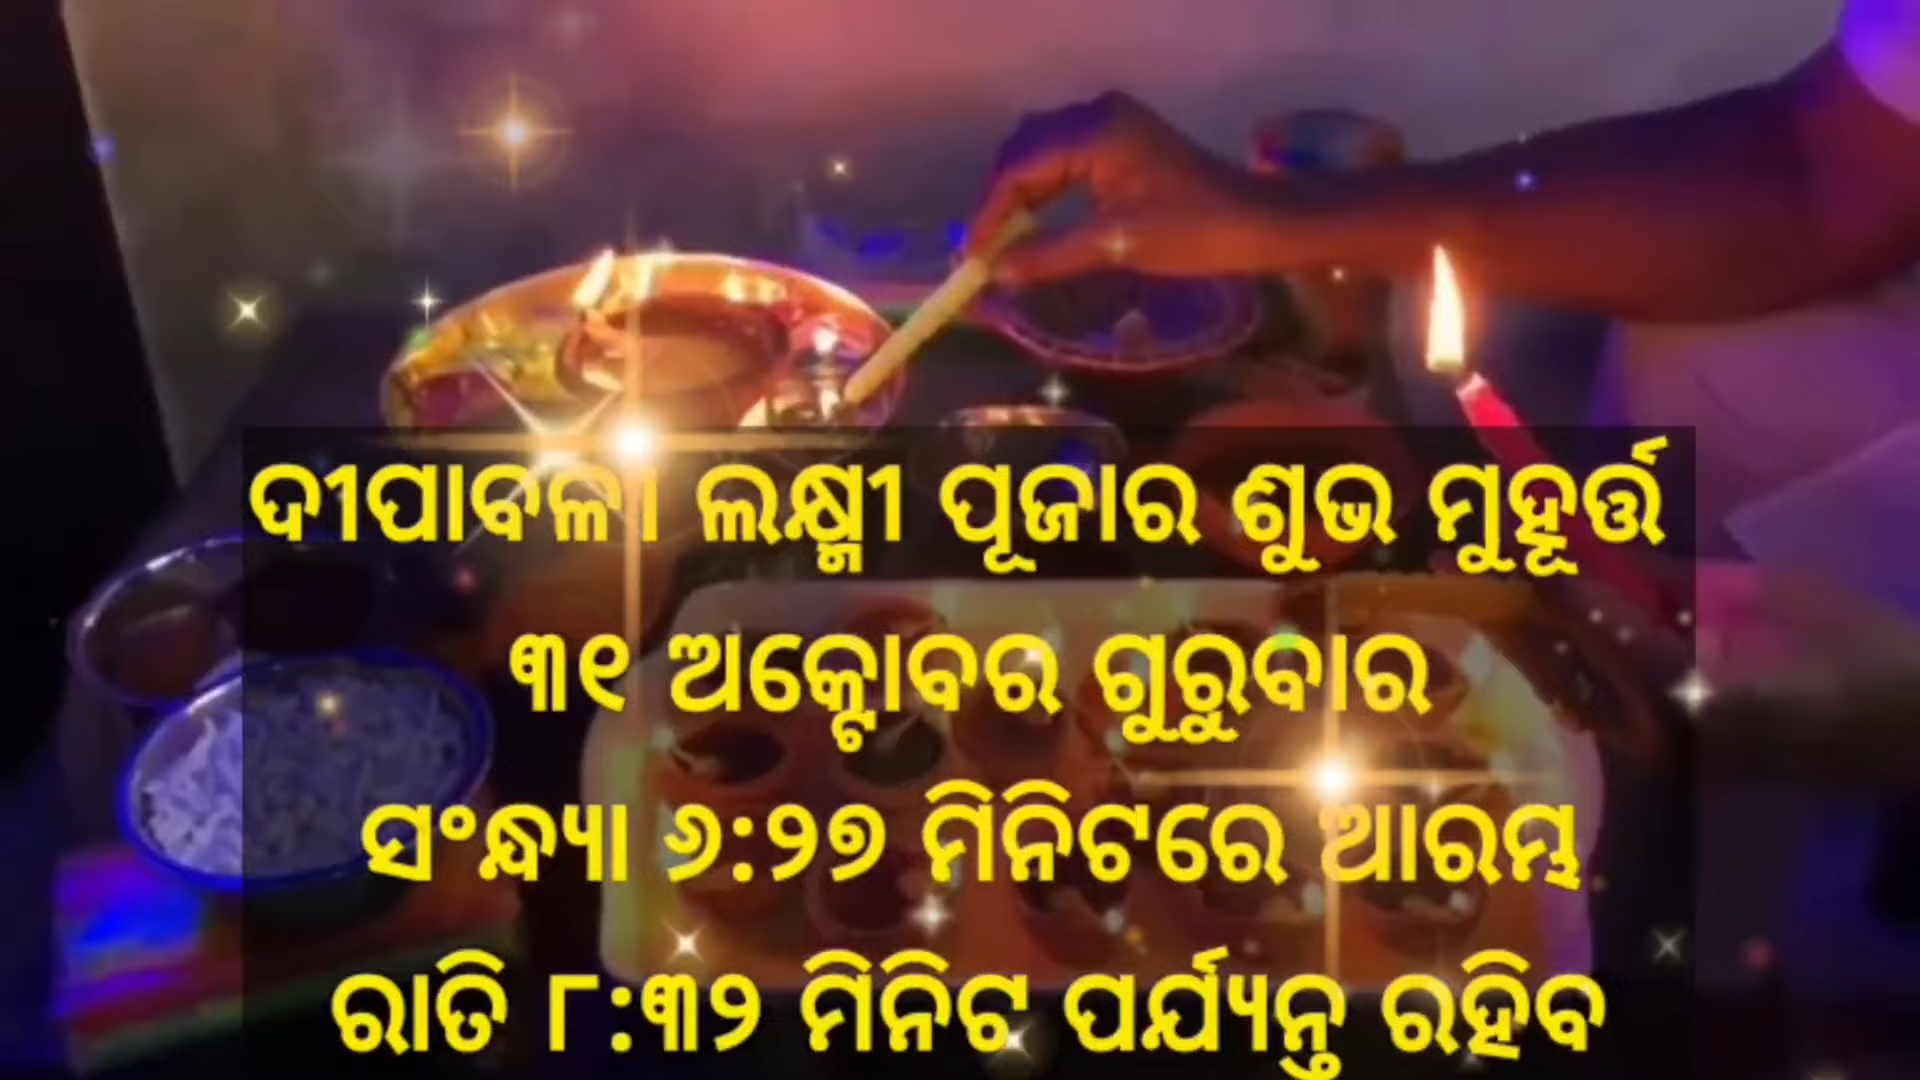 ଦୀପାବଳୀ ଲକ୍ଷ୍ମୀ ପୂଜାର ଶୁଭ ମୁହୂର୍ତ୍ତ
୩୧ ଅକ୍ଟୋବର ଗୁରୁବାର
ସଂନ୍ଧ୍ୟା ୬:୨୭ ମିନିଟରେ ଆରମ୍ଭ
ରାତି ୮:୩୨ ମିନିଟ ପର୍ଯ୍ୟନ୍ତ ରହିବ